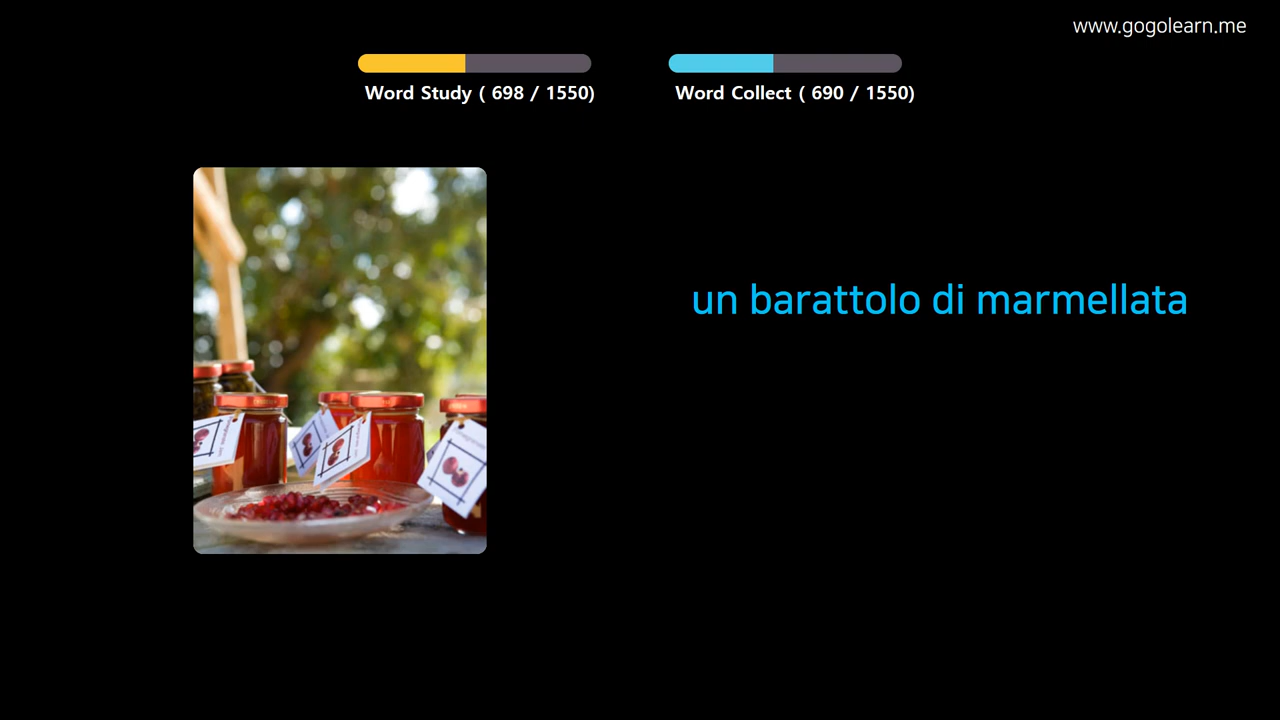 www.gogolearn.me
Word Study ( 698 / 1550)
Word Collect ( 690 / 1550)
un barattolo di marmellata